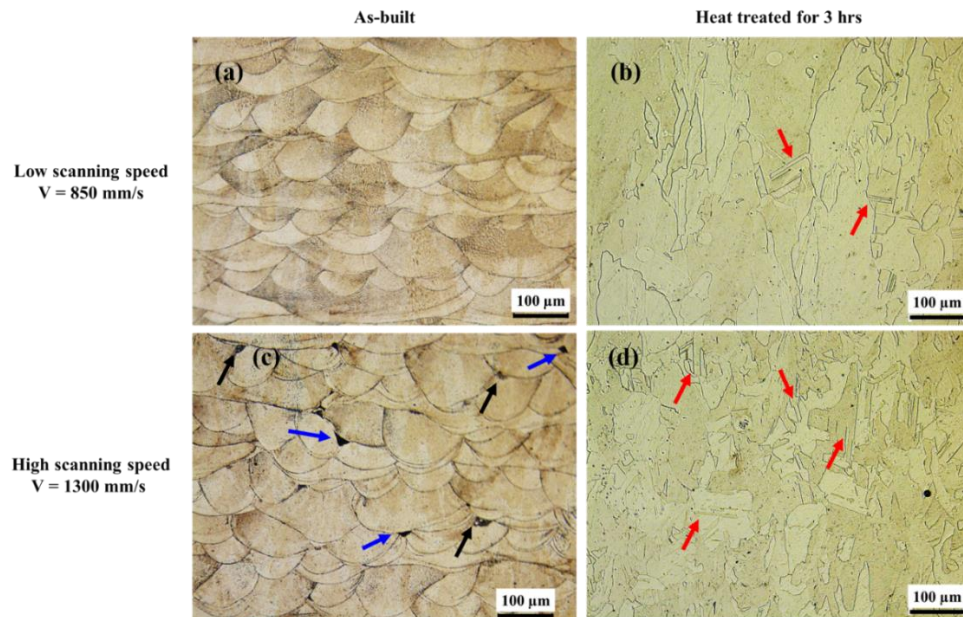 As-built
Heat treated for 3 hrs
Low scanning speed
V = 850 mm/s
(a)
(b)
100 µm
100 µm
High scanning speed
V = 1300 mm/s
(c)
(d)
100 µm
100 µm